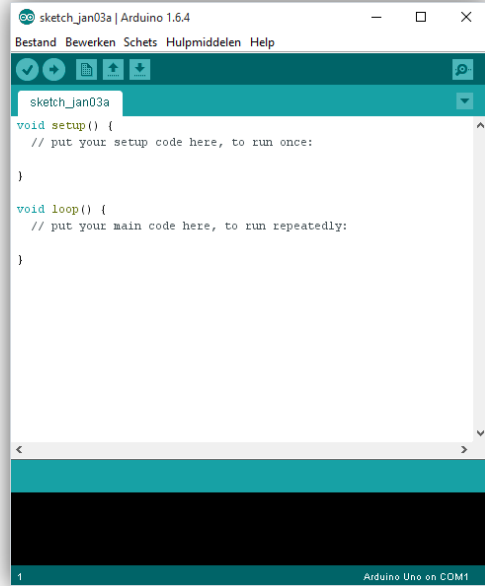 sketch_jan03a | Arduino 1.6.4
Bestand Bewerken Schets Hulpmiddelen Help
sketch_jan03a
void setup() {
  // put your setup code here, to run once:
}
void loop() {
  // put your main code here, to run repeatedly:
}
1 Arduino Uno on COM1